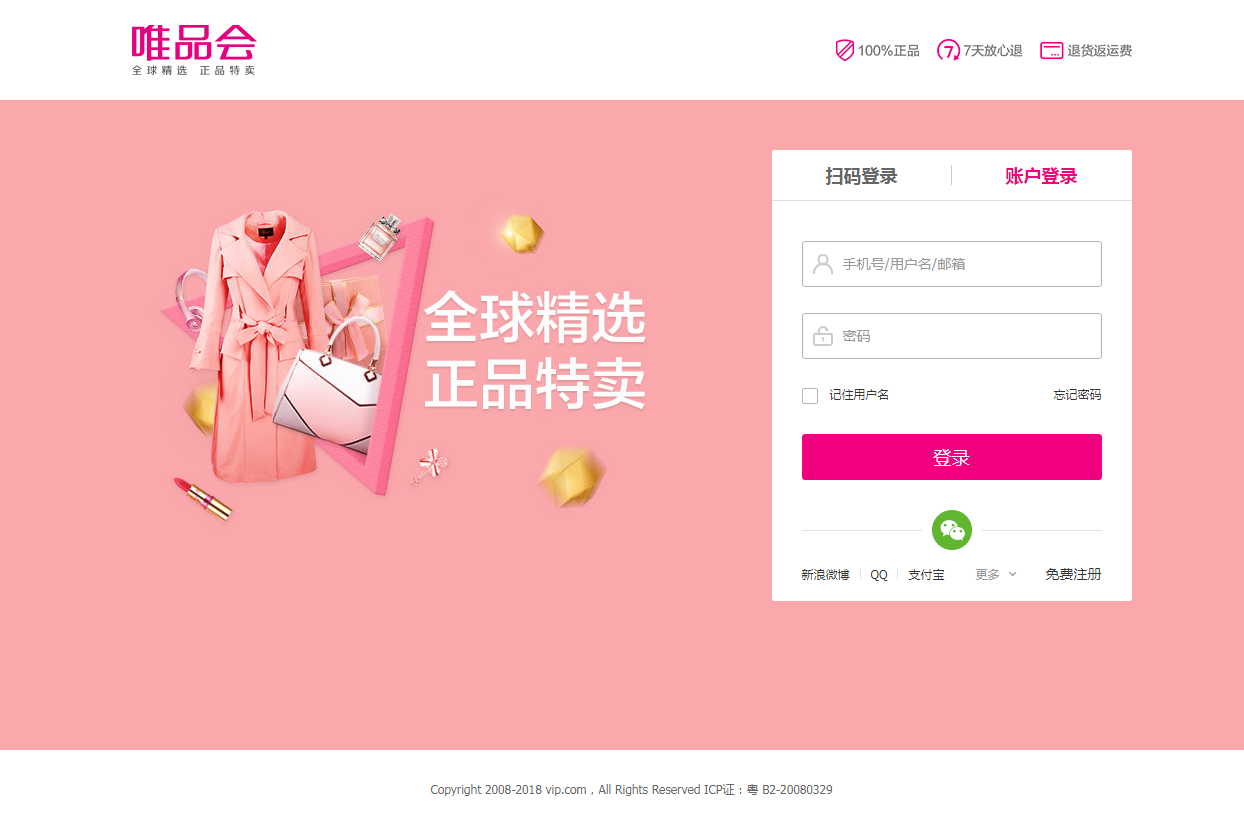 唯品会
全球精选 正品特卖
100%正品 7天放心退 退货返运费
扫码登录 账户登录
手机号/用户名/邮箱
全球精选
正品特卖
密码
记住用户名 忘记密码
登录
新浪微博 QQ 支付宝 更多 免费注册
Copyright 2008-2018 vip.com，All Rights Reserved ICP证：粤 B2-20080329